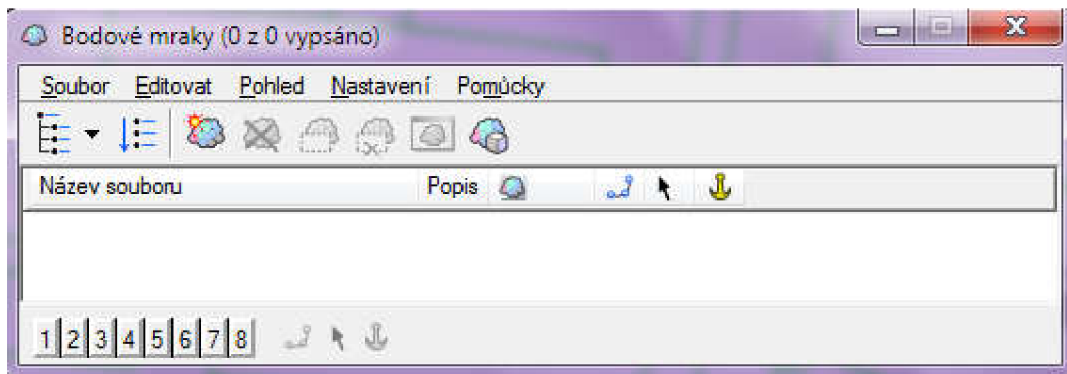 Bodové mraky (0 z 0 vypsáno)
Soubor Editovat Pohled Nastavení Pomůcky
Název souboru Popis
1 2 3 4 5 6 7 8